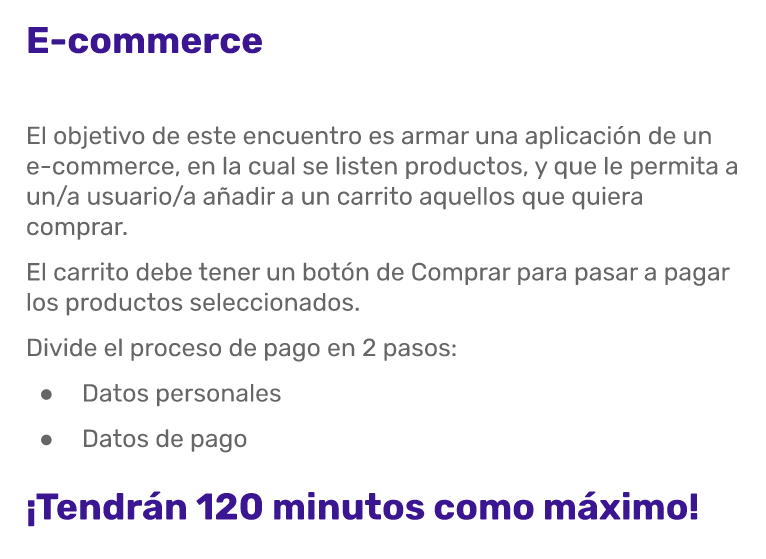 E-commerce
El objetivo de este encuentro es armar una aplicación de un
e-commerce, en la cual se listen productos, y que le permita a
un/a usuario/a añadir a un carrito aquellos que quiera
comprar.
El carrito debe tener un botón de Comprar para pasar a pagar
los productos seleccionados.
Divide el proceso de pago en 2 pasos:
● Datos personales
● Datos de pago
¡Tendrán 120 minutos como máximo!